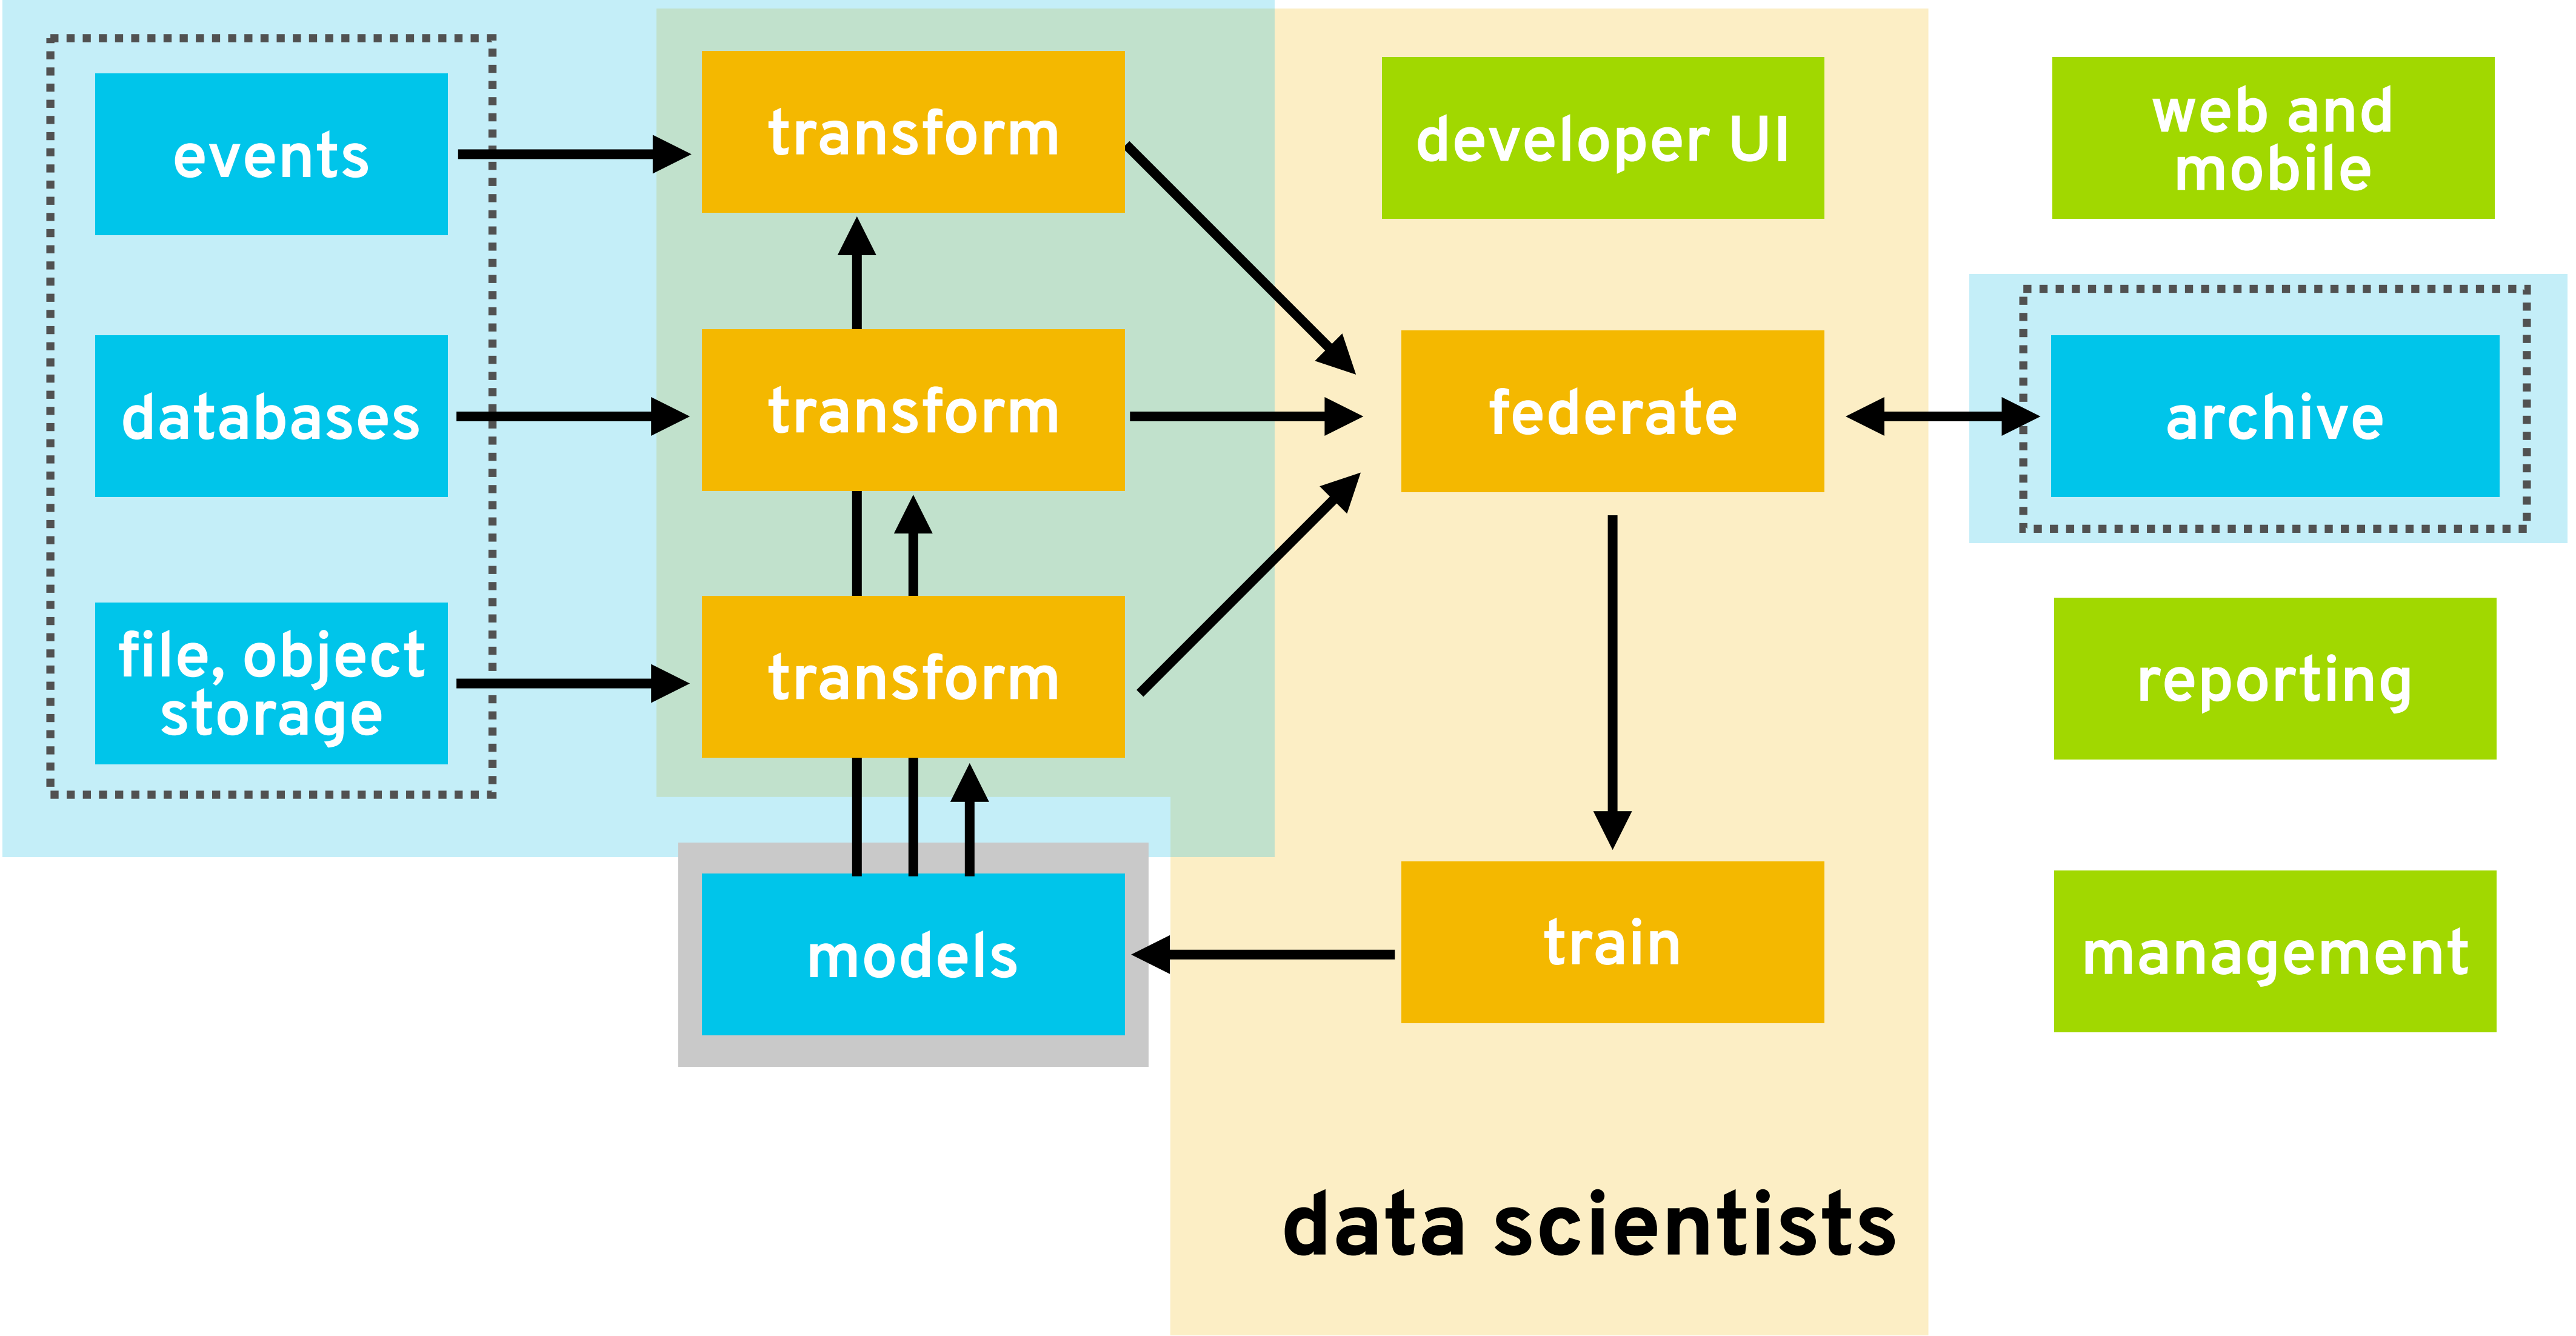 events
transform
developer UI
web and
mobile
databases
transform
federate
archive
file, object
storage
transform
reporting
models
train
management
data scientists